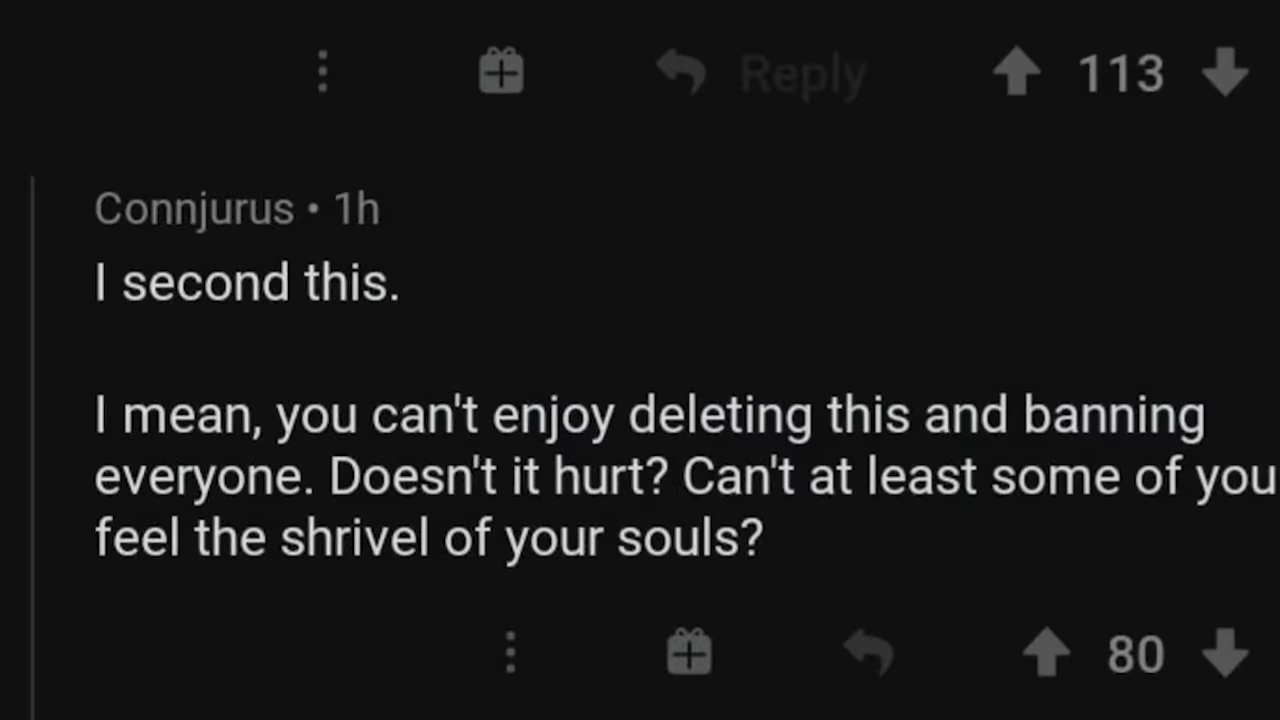 Reply 113
Connjurus • 1h
I second this.
I mean, you can't enjoy deleting this and banning
everyone. Doesn't it hurt? Can't at least some of you
feel the shrivel of your souls?
80